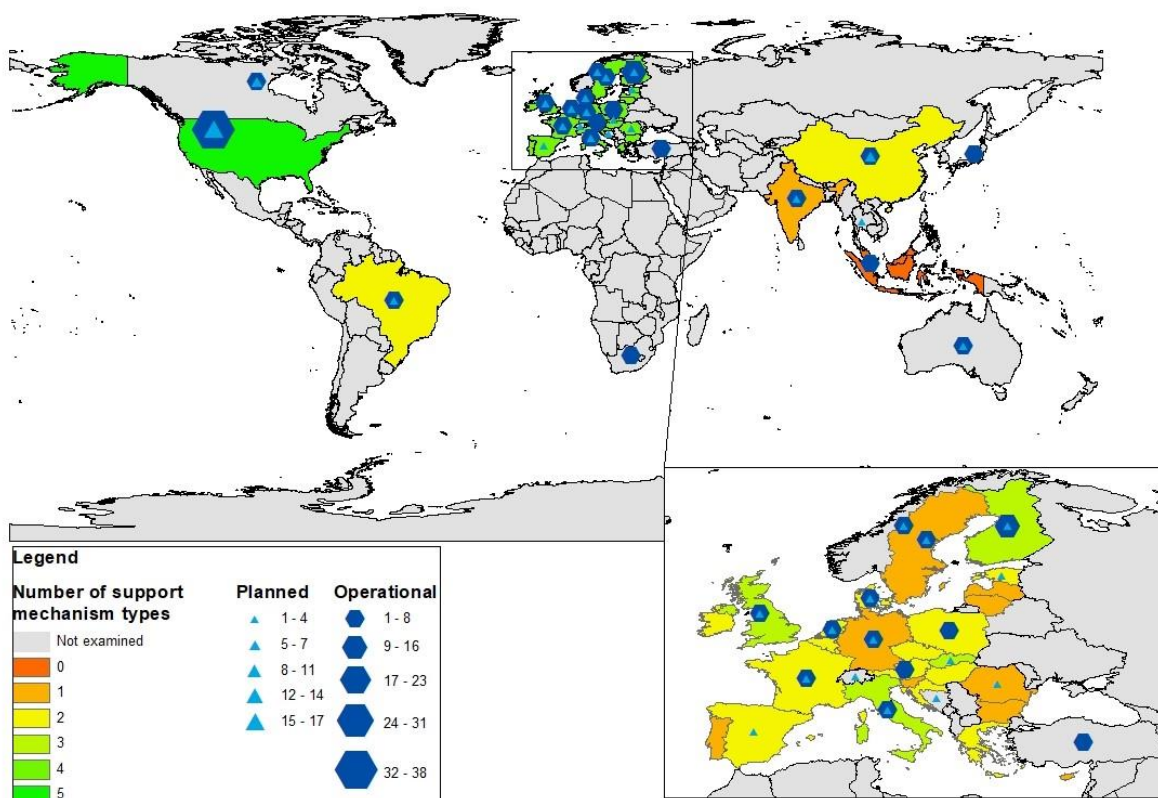 Legend
Number of support
mechanism types
Not examined
0
1
2
3
4
5
Planned
1 - 4
5 - 7
8 - 11
12 - 14
15 - 17
Operational
1 - 8
9 - 16
17 - 23
24 - 31
32 - 38